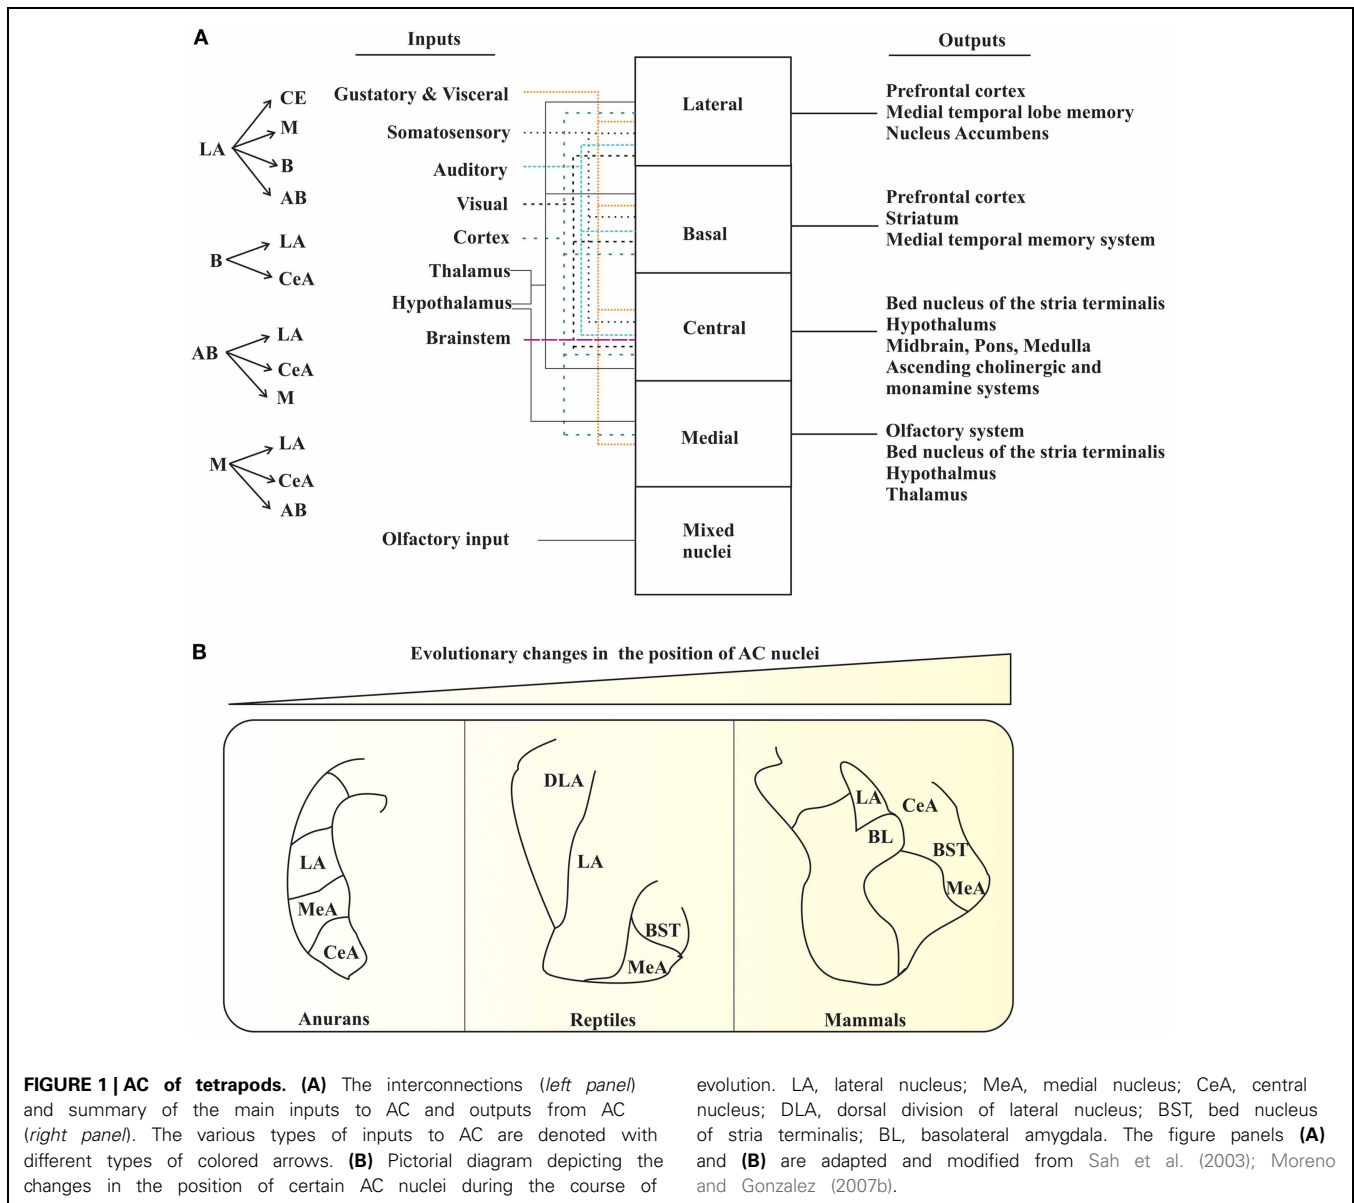 A
Inputs
Outputs
LA
CE
M
B
AB
B
LA
CeA
AB
LA
CeA
M
M
LA
CeA
AB
Gustatory & Visceral
Somatosensory
Auditory
Visual
Cortex
Thalamus
Hypothalamus
Brainstem
Olfactory input
Lateral
Basal
Central
Medial
Mixed
nuclei
Prefrontal cortex
Medial temporal lobe memory
Nucleus Accumbens
Prefrontal cortex
Striatum
Medial temporal memory system
Bed nucleus of the stria terminalis
Hypothalums
Midbrain, Pons, Medulla
Ascending cholinergic and
monamine systems
Olfactory system
Bed nucleus of the stria terminalis
Hypothalmus
Thalamus
B
Evolutionary changes in the position of AC nuclei
LA
MeA
CeA
Anurans
DLA
LA
BST
MeA
Reptiles
LA
CeA
BL
BST
MeA
Mammals
FIGURE 1 | AC of tetrapods. (A) The interconnections (left panel)
and summary of the main inputs to AC and outputs from AC
(right panel). The various types of inputs to AC are denoted with
different types of colored arrows. (B) Pictorial diagram depicting the
changes in the position of certain AC nuclei during the course of
evolution. LA, lateral nucleus; MeA, medial nucleus; CeA, central
nucleus; DLA, dorsal division of lateral nucleus; BST, bed nucleus
of stria terminalis; BL, basolateral amygdala. The figure panels (A)
and (B) are adapted and modified from Sah et al. (2003); Moreno
and Gonzalez (2007b).